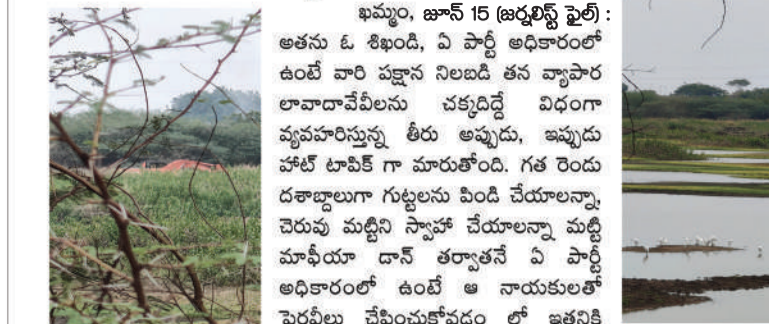 ఖమ్మం, జూన్ 15 (జర్నలిస్ట్ ఫైల్) :
అతను ఓ శిఖండి, ఏ పార్టీ అధికారంలో
ఉంటే వారి పక్షాన నిలబడి తన వ్యాపార
లావాదావేవీలను చక్కదిద్దే విధంగా
వ్యవహరిస్తున్న తీరు అప్పుడు, ఇప్పుడు
హాట్ టాపిక్ గా మారుతోంది. గత రెండు
దశాబ్దాలుగా గుట్టలను పిండి చేయాలన్నా,
చెరువు మట్టిని స్వాహా చేయాలన్నా మట్టి
మాఫియా డాన్ తర్వాతనే ఏ పార్టీ
అధికారంలో ఉంటే ఆ నాయకులతో
పైరవీలు చేపించుకోవడం లో ఇతనికి